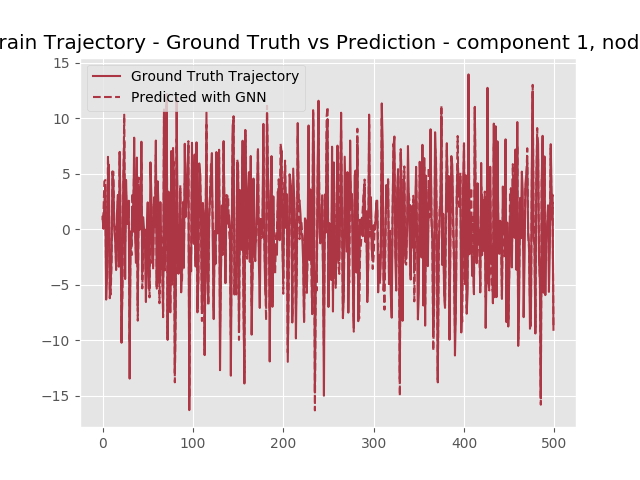 rain Trajectory - Ground Truth vs Prediction - component 1, nod
Ground Truth Trajectory
Predicted with GNN
15
10
5
0
−5
−10
−15
0 100 200 300 400 500